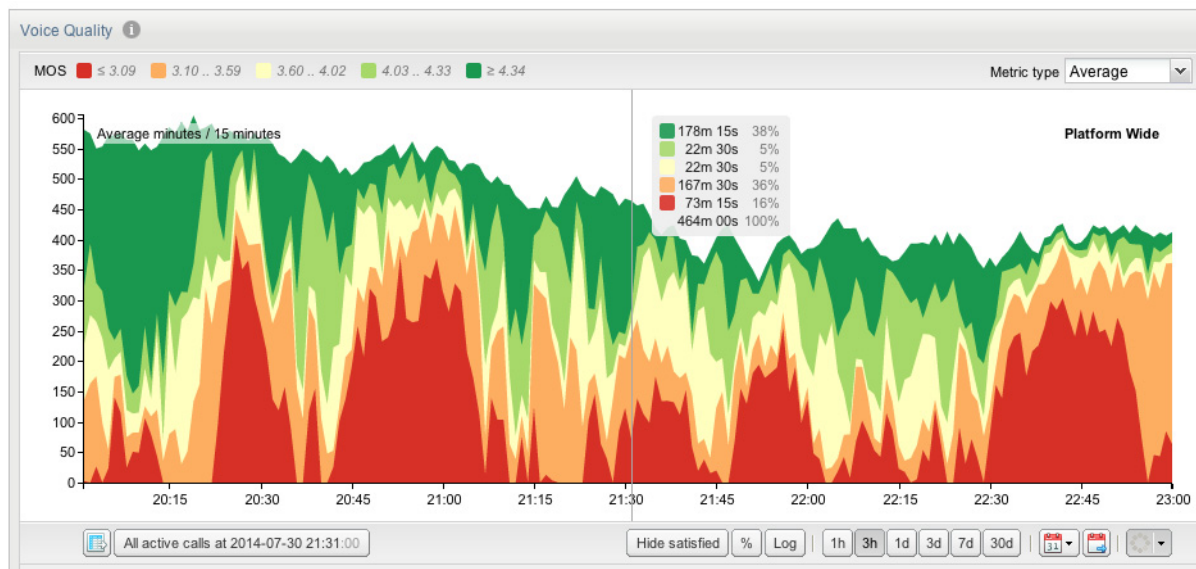 Voice Quality i
MOS ≤ 3.09 3.10 .. 3.59 3.60 .. 4.02 4.03 .. 4.33 ≥ 4.34 Metric type Average
Average minutes / 15 minutes
Platform Wide
178m 15s 38%
22m 30s 5%
22m 30s 5%
167m 30s 36%
73m 15s 16%
464m 00s 100%
600
550
500
450
400
350
300
250
200
150
100
50
0
20:15 20:30 20:45 21:00 21:15 21:30 21:45 22:00 22:15 22:30 22:45 23:00
All active calls at 2014-07-30 21:31:00 Hide satisfied % Log 1h 3h 1d 3d 7d 30d 31